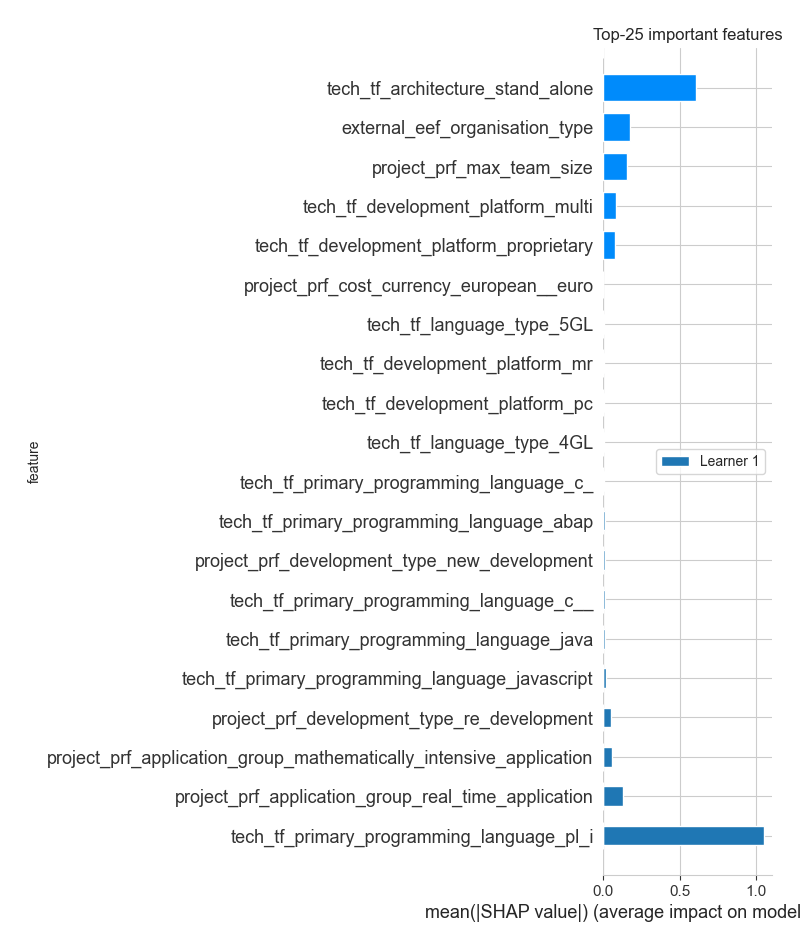 Top-25 important features
tech_tf_architecture_stand_alone
external_eef_organisation_type
project_prf_max_team_size
tech_tf_development_platform_multi
tech_tf_development_platform_proprietary
project_prf_cost_currency_european__euro
tech_tf_language_type_5GL
tech_tf_development_platform_mr
tech_tf_development_platform_pc
tech_tf_language_type_4GL
feature
Learner 1
tech_tf_primary_programming_language_c_
tech_tf_primary_programming_language_abap
project_prf_development_type_new_development
tech_tf_primary_programming_language_c__
tech_tf_primary_programming_language_java
tech_tf_primary_programming_language_javascript
project_prf_development_type_re_development
project_prf_application_group_mathematically_intensive_application
project_prf_application_group_real_time_application
tech_tf_primary_programming_language_pl_i
0.0 0.5 1.0
mean(|SHAP value|) (average impact on model